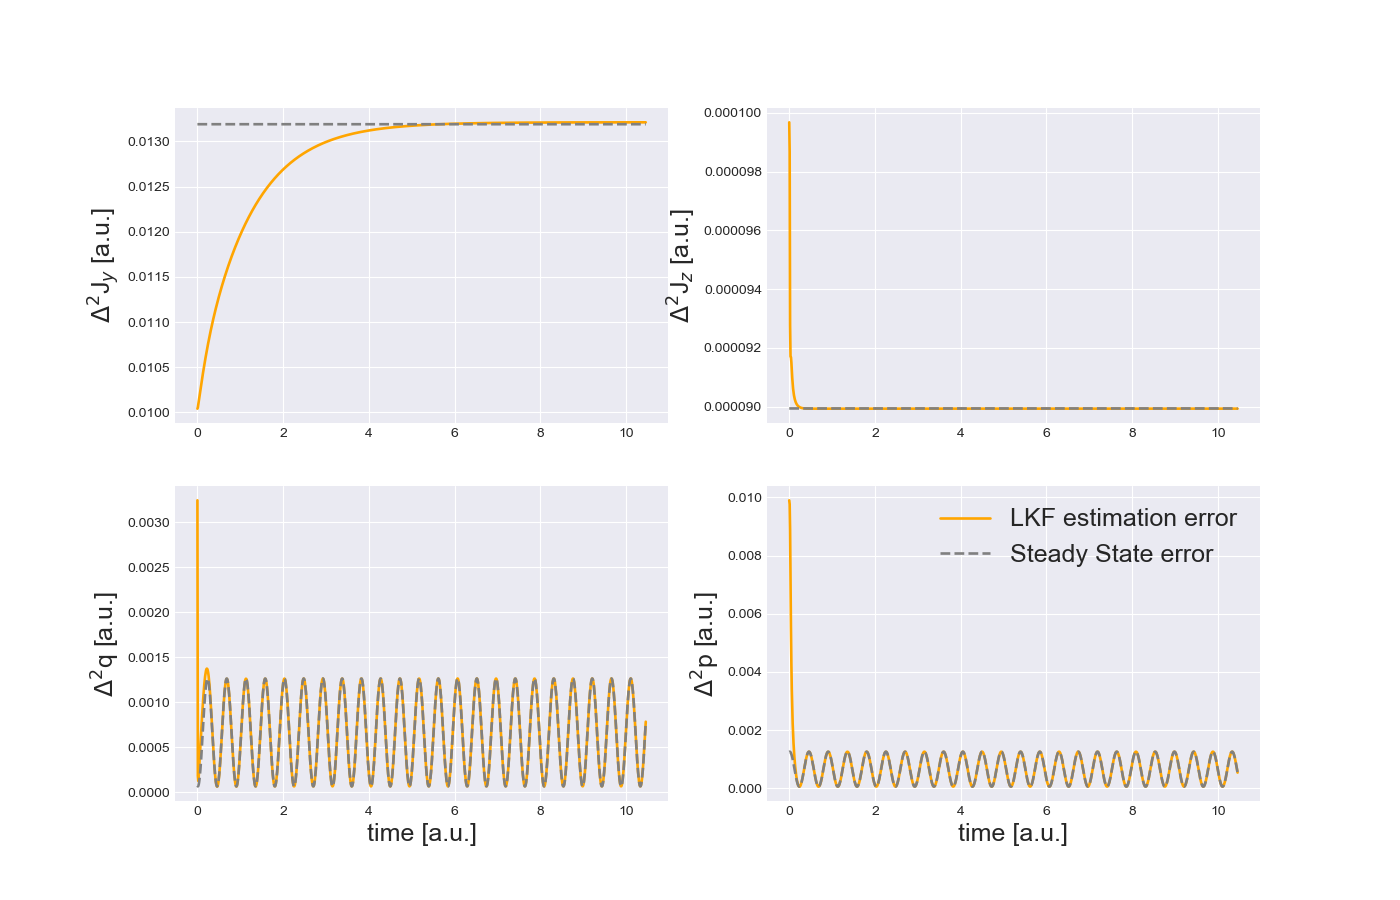 Δ²J_y [a.u.]
0.0130
0.0125
0.0120
0.0115
0.0110
0.0105
0.0100
0 2 4 6 8 10
Δ²J_z [a.u.]
0.000100
0.000098
0.000096
0.000094
0.000092
0.000090
0 2 4 6 8 10
Δ²q [a.u.]
0.0030
0.0025
0.0020
0.0015
0.0010
0.0005
0.0000
0 2 4 6 8 10
time [a.u.]
Δ²p [a.u.]
0.010
0.008
0.006
0.004
0.002
0.000
LKF estimation error
Steady State error
0 2 4 6 8 10
time [a.u.]